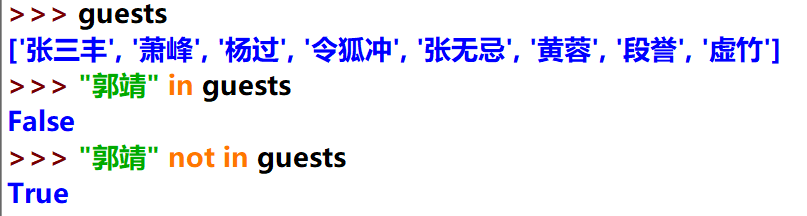 >>> guests
['张三丰', '萧峰', '杨过', '令狐冲', '张无忌', '黄蓉', '段誉', '虚竹']
>>> "郭靖" in guests
False
>>> "郭靖" not in guests
True